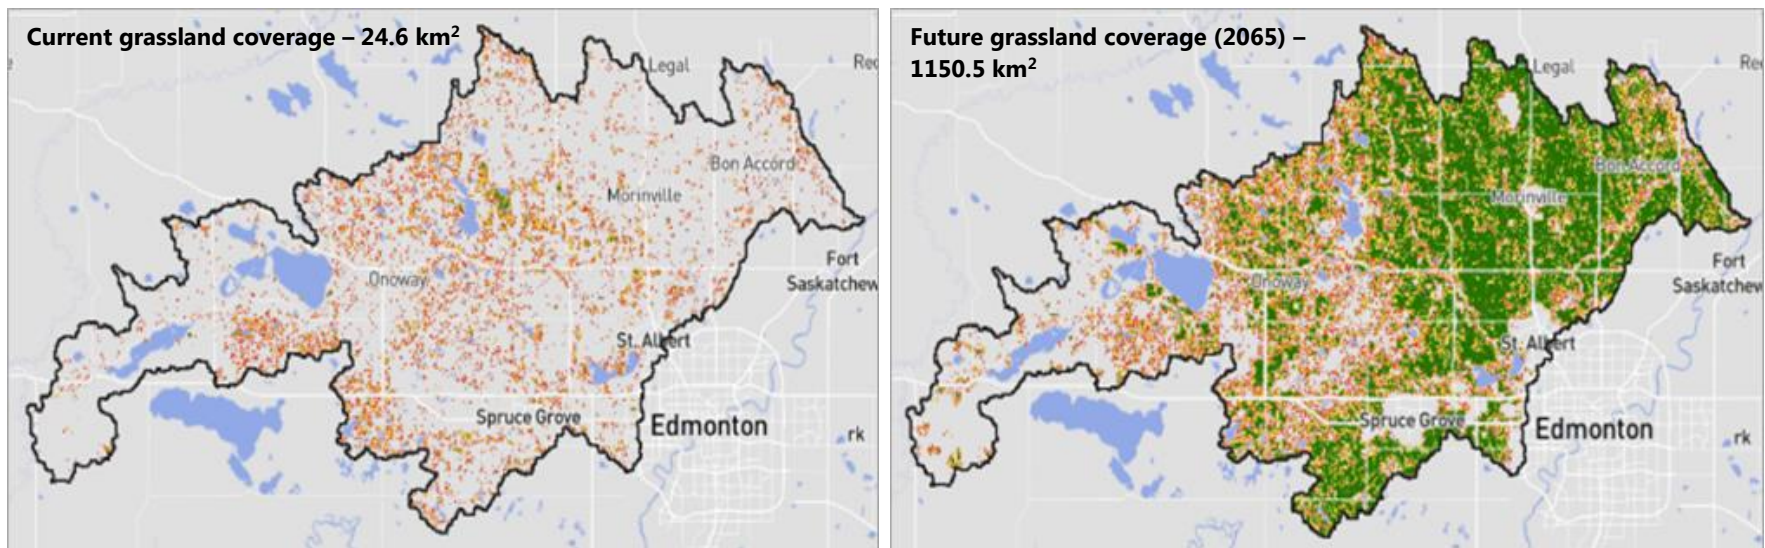 Current grassland coverage – 24.6 km²
Legal
Rec
Bon Accord
Morinville
Fort
Saskatchew
Onoway
St. Albert
Spruce Grove
Edmonton
rk
Future grassland coverage (2065) –
1150.5 km²
Legal
Rec
Bon Accord
Morinville
Fort
Saskatchew
Onoway
St. Albert
Spruce Grove
Edmonton
rk